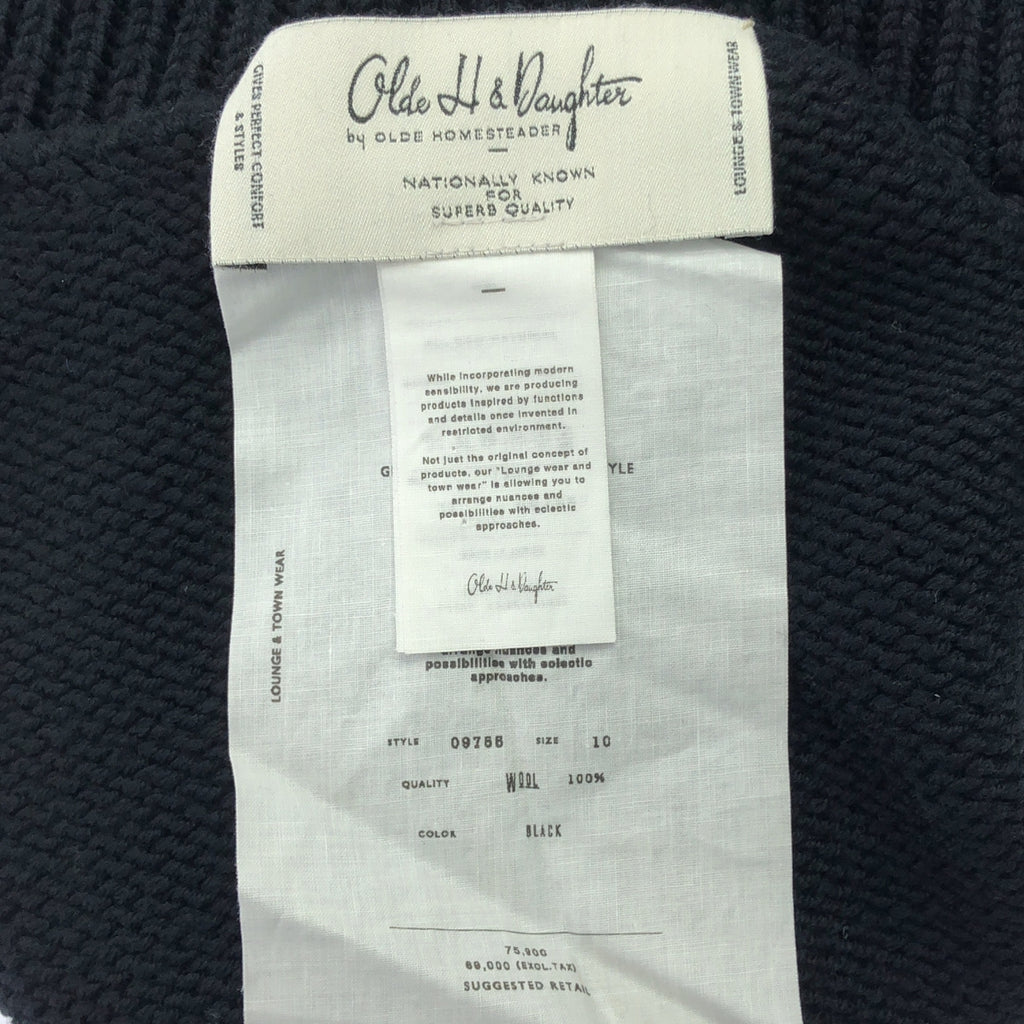 Olde H & Daughter
by OLDE HOMESTEADER
NATIONALLY KNOWN
FOR
SUPERB QUALITY
GIVES PERFECT COMFORT
& STYLES
LOUNGE & TOWN WEAR
While incorporating modern
sensibility, we are producing
products inspired by functions
and details once invented in
restricted environment.
Not just the original concept of
products, our "Lounge wear and
town wear" is allowing you to
arrange nuances and
possibilities with eclectic
approaches.
Olde H & Daughter
G
YLE
LOUNGE & TOWN WEAR
arrange nuances and
possibilities with eclectic
approaches.
STYLE SIZE 10
QUALITY WOOL 100%
COLOR BLACK
75,900
69,000 (EXCL.TAX)
SUGGESTED RETAIL